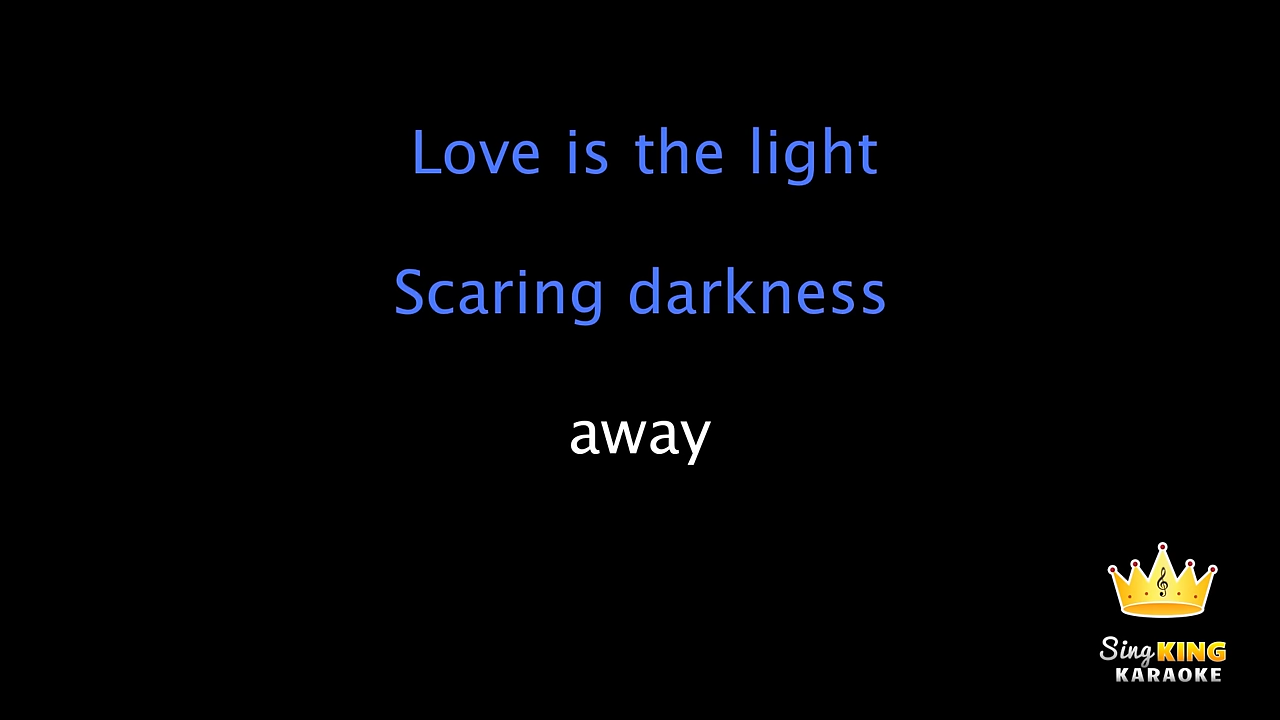 Love is the light
Scaring darkness
away
Sing KING
KARAOKE